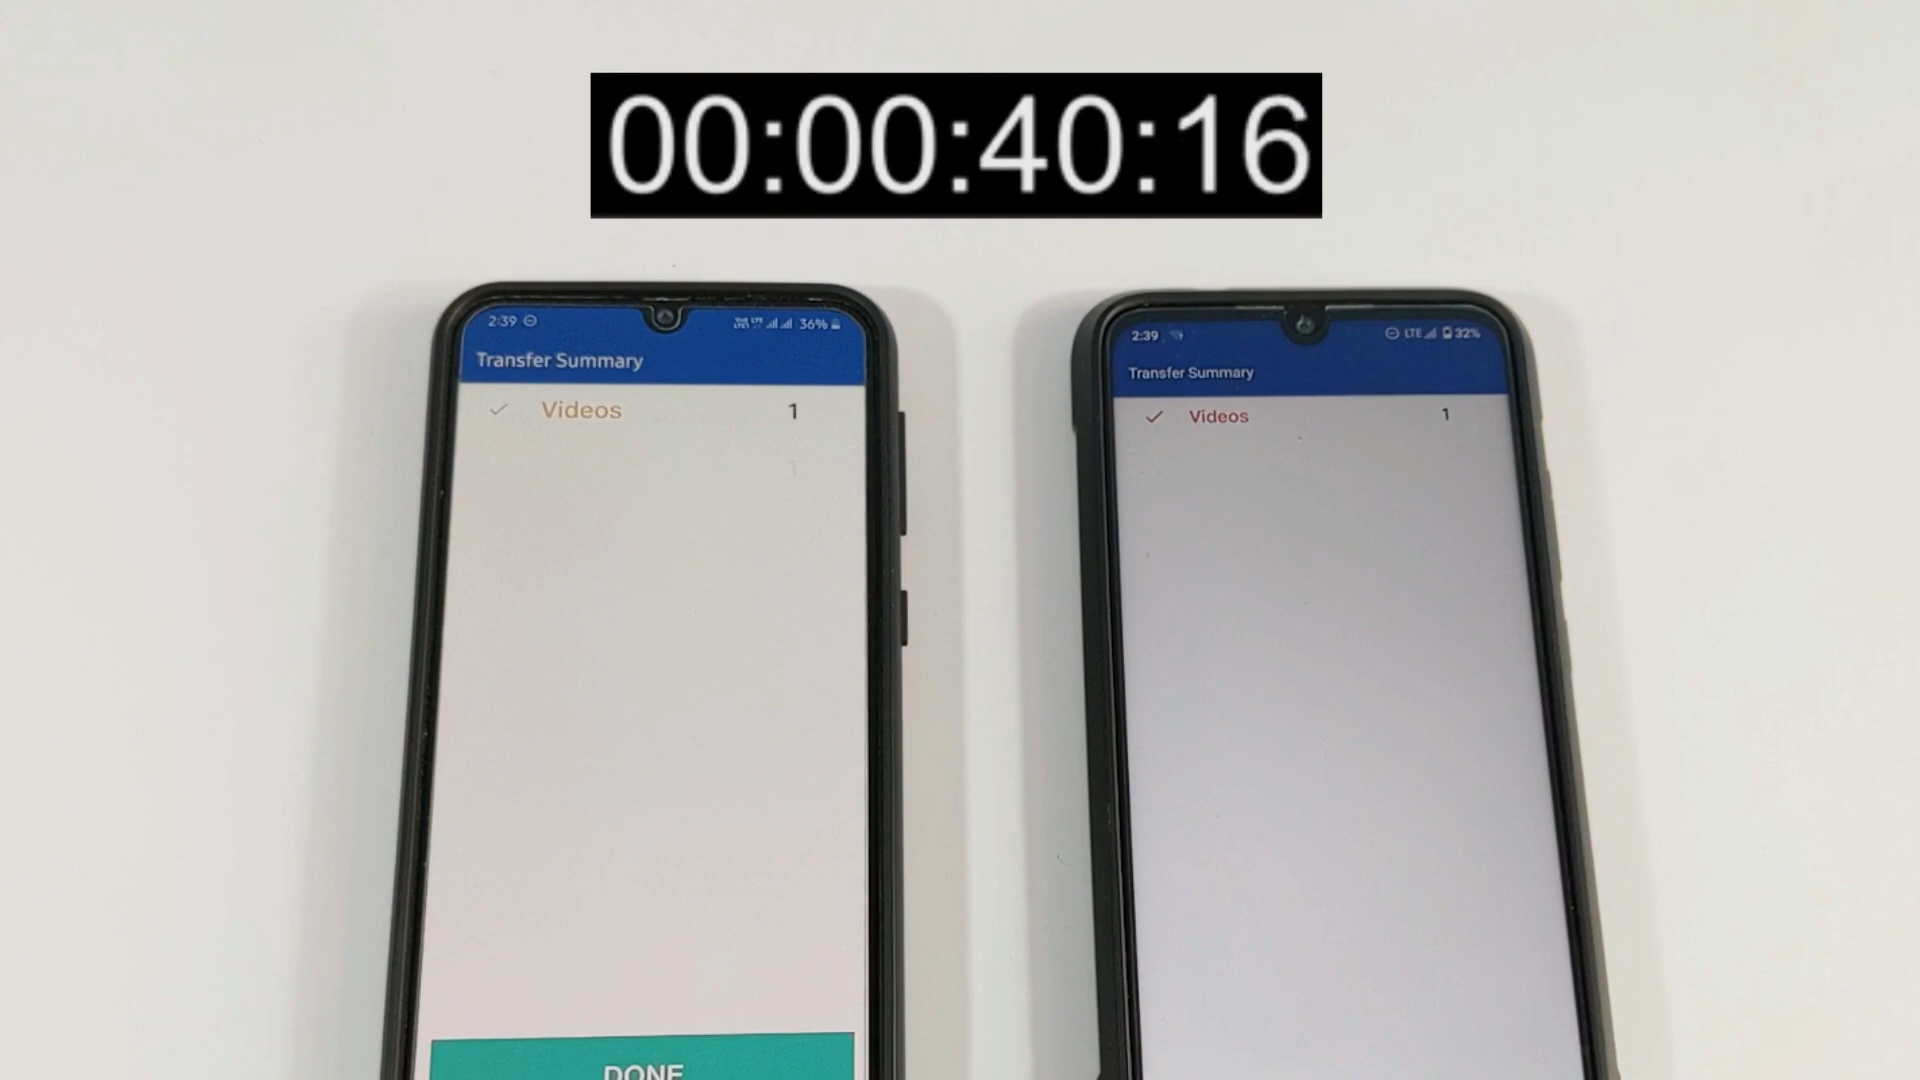 00:00:40:16
2:39 36%
Transfer Summary
Videos 1
1
DONE
2:39 LTE 32%
Transfer Summary
Videos 1